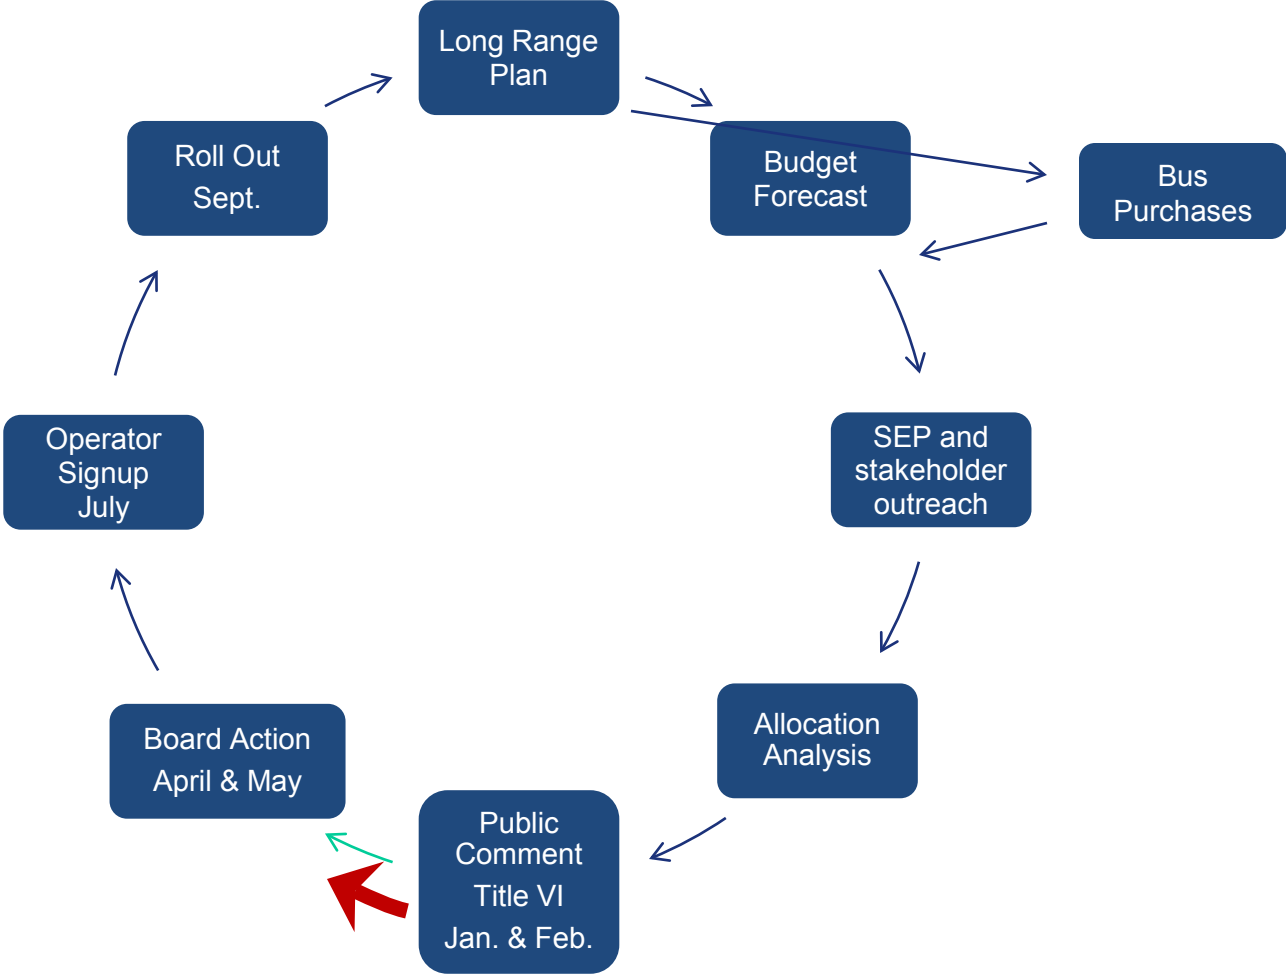 Long Range
Plan
Budget
Forecast
Bus
Purchases
SEP and
stakeholder
outreach
Allocation
Analysis
Public
Comment
Title VI
Jan. & Feb.
Board Action
April & May
Operator
Signup
July
Roll Out
Sept.